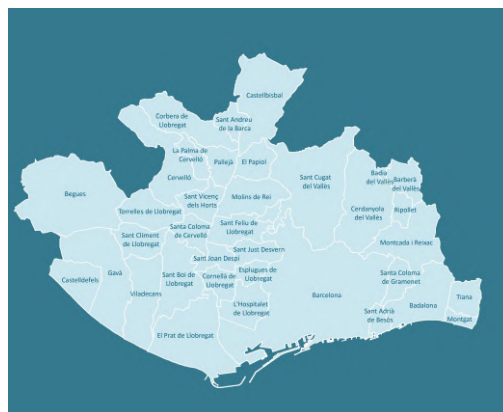 Castellbisbal
Corbera de
Llobregat
Sant Andreu
de la Barca
La Palma de
Cervelló
Pallejà
El Papiol
Cervelló
Sant Cugat
del Vallès
Badia
del Vallès
Barberà
del Vallès
Begues
Sant Vicenç
dels Horts
Molins de Rei
Torrelles de Llobregat
Cerdanyola
del Vallès
Ripollet
Sant Climent
de Llobregat
Santa Coloma
de Cervelló
Sant Feliu de
Llobregat
Montcada i Reixac
Sant Just Desvern
Sant Joan Despí
Castelldefels
Gavà
Viladecans
Sant Boi de
Llobregat
Cornellà de
Llobregat
Esplugues de
Llobregat
Santa Coloma
de Gramenet
Barcelona
L'Hospitalet
de Llobregat
Sant Adrià
de Besòs
Badalona
Tiana
Montgat
El Prat de Llobregat